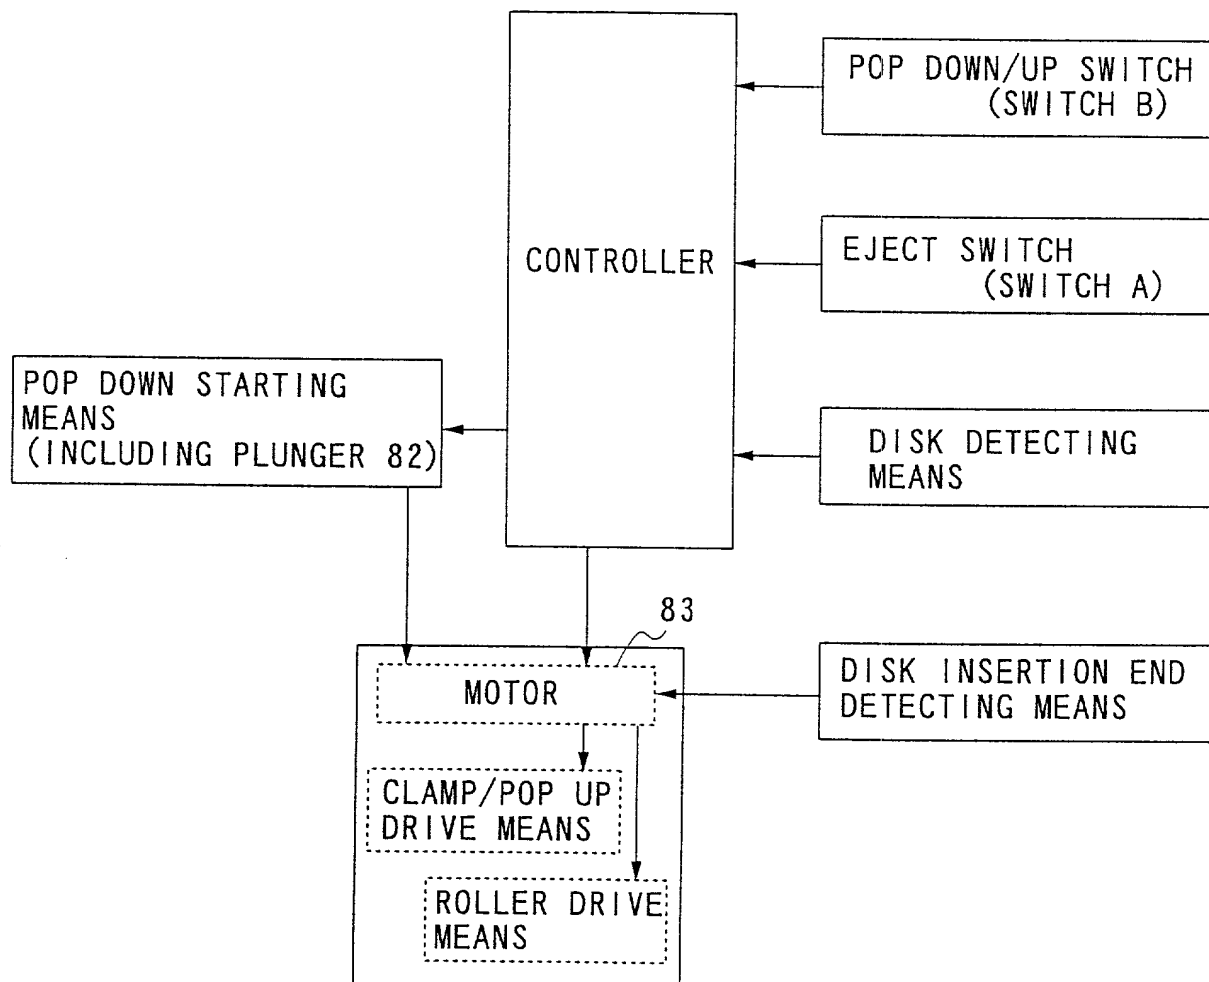 POP DOWN/UP SWITCH
(SWITCH B)
CONTROLLER
EJECT SWITCH
(SWITCH A)
POP DOWN STARTING
MEANS
(INCLUDING PLUNGER 82)
DISK DETECTING
MEANS
83
MOTOR
DISK INSERTION END
DETECTING MEANS
CLAMP/POP UP
DRIVE MEANS
ROLLER DRIVE
MEANS